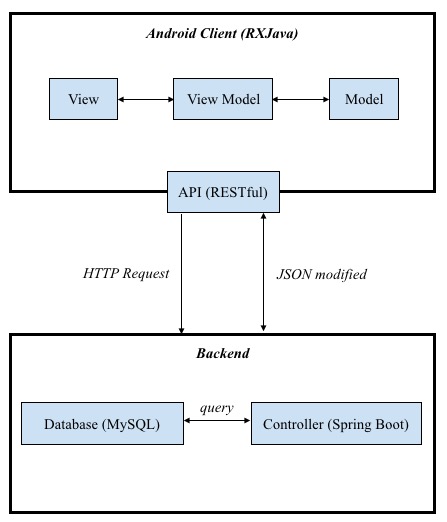 Android Client (RXJava)
View
View Model
Model
API (RESTful)
HTTP Request
JSON modified
Backend
query
Database (MySQL)
Controller (Spring Boot)